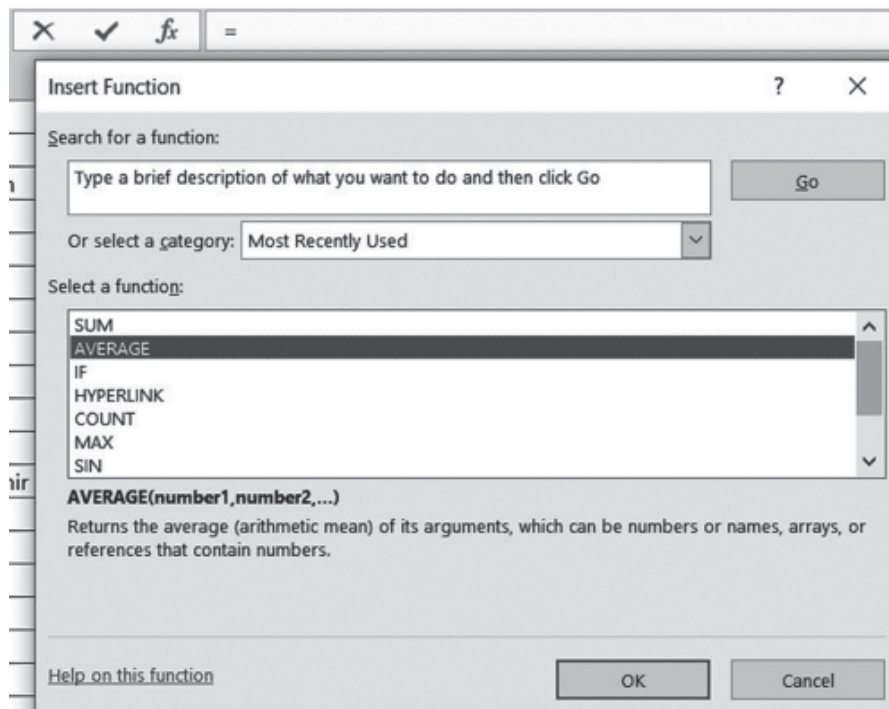 fx =
Insert Function ?
Search for a function:
Type a brief description of what you want to do and then click Go
Go
Or select a category: Most Recently Used
Select a function:
SUM
AVERAGE
IF
HYPERLINK
COUNT
MAX
SIN
AVERAGE(number1,number2,...)
Returns the average (arithmetic mean) of its arguments, which can be numbers or names, arrays, or
references that contain numbers.
Help on this function
OK
Cancel